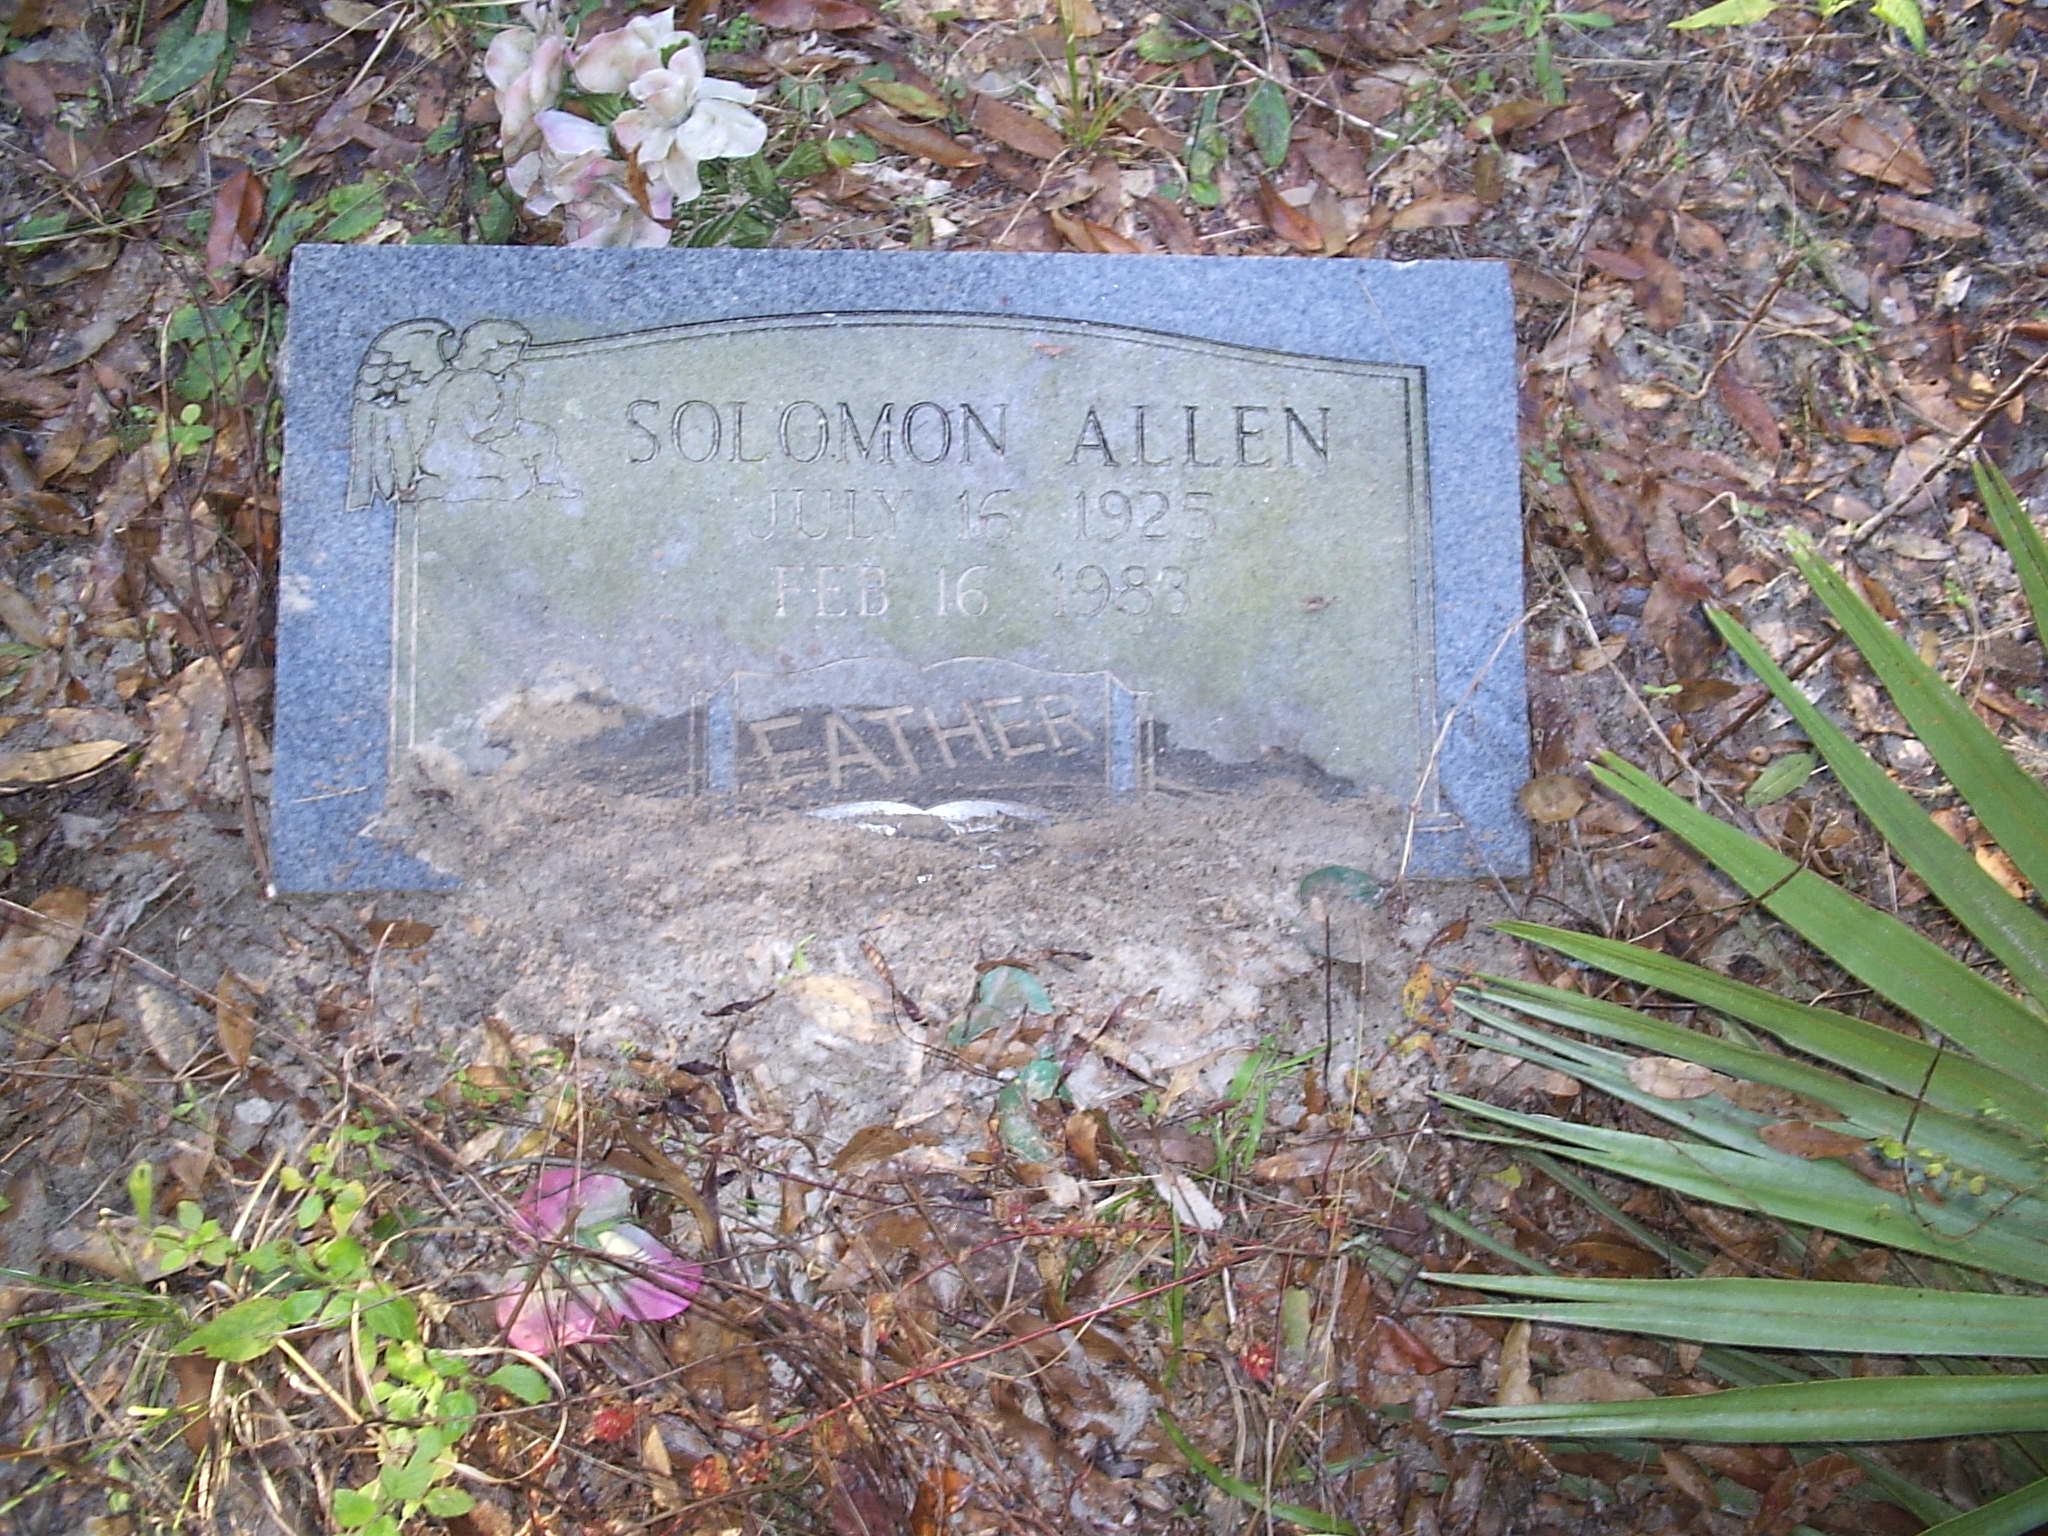 SOLOMON ALLEN
JULY 16 1925
FEB 16 1983
FATHER